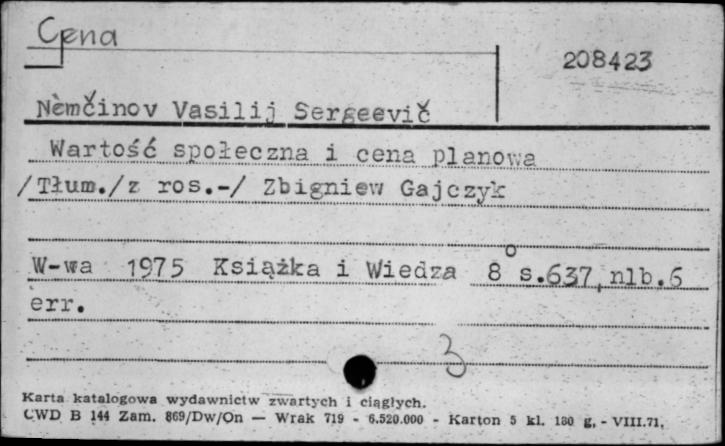 Cena
208423
Nèmčinov Vasilij Sergeevič
Wartość społeczna i cena planowa
/Tłum./z ros.-/ Zbigniew Gajczyk
W-wa 1975 Książka i Wiedza 8° s.637, nlb.6
err.
3
Karta katalogowa wydawnictw zwartych i ciągłych.
CWD B 144 Zam. 869/Dw/On — Wrak 719 - 6.520.000 - Karton 5 kl. 180 g, - VIII.71.